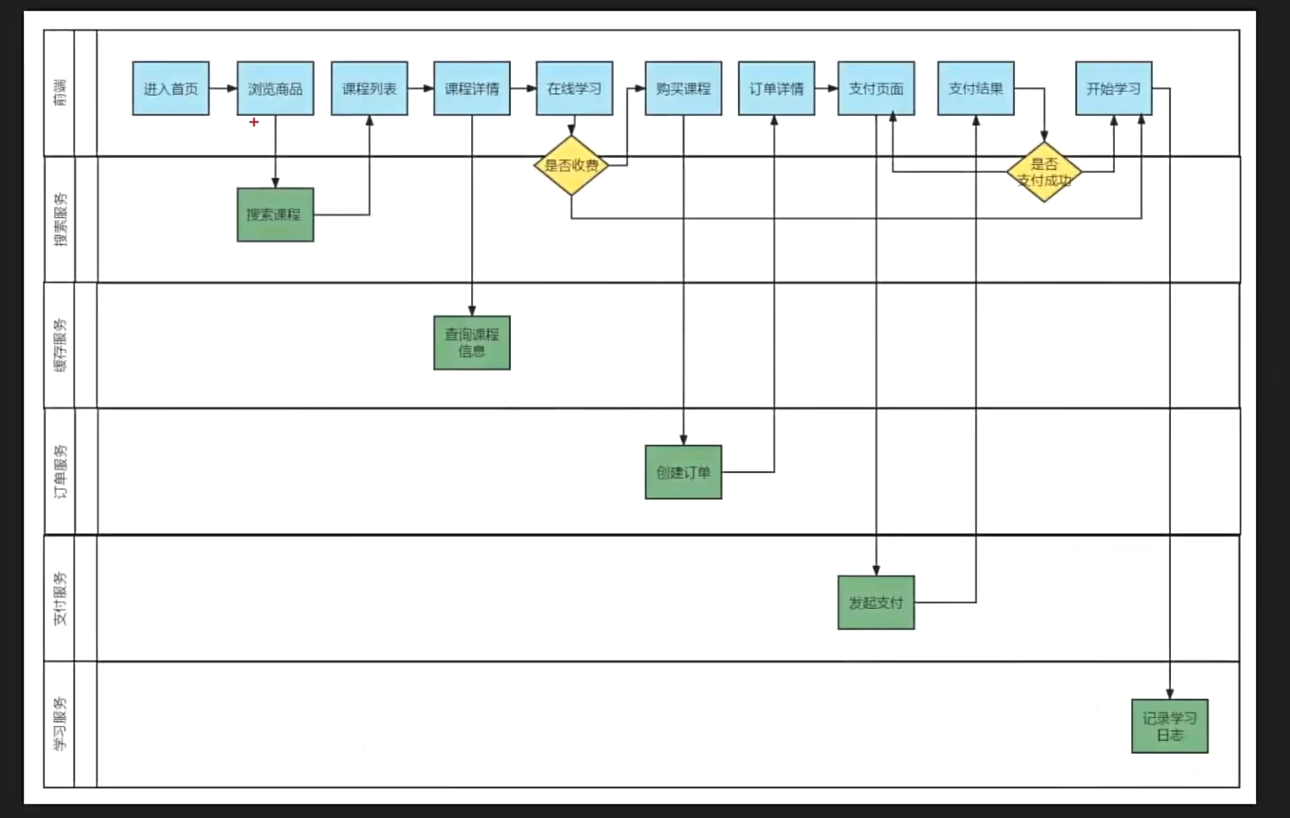 前端
进入首页
浏览商品
课程列表
课程详情
在线学习
购买课程
订单详情
支付页面
支付结果
开始学习
是否收费
是否
支付成功
搜索服务
搜索课程
缓存服务
查询课程
信息
订单服务
创建订单
支付服务
发起支付
学习服务
记录学习
日志